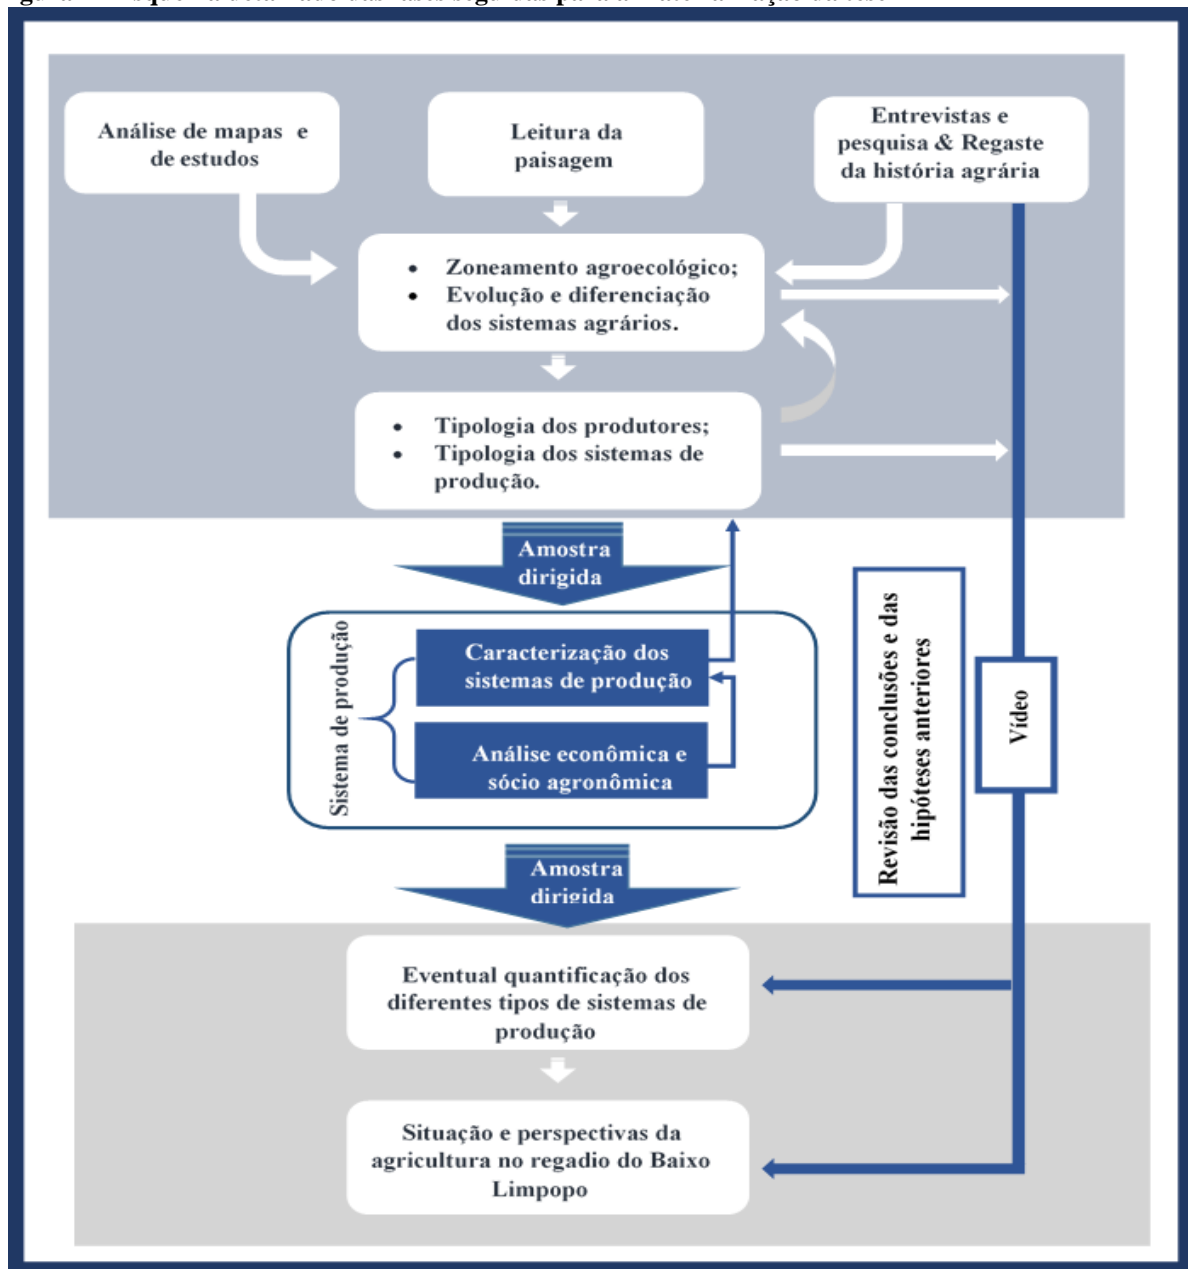 Análise de mapas e
de estudos
Leitura da
paisagem
Entrevistas e
pesquisa & Regaste
da história agrária
• Zoneamento agroecológico;
• Evolução e diferenciação
dos sistemas agrários.
• Tipologia dos produtores;
• Tipologia dos sistemas de
produção.
Amostra
dirigida
Sistema de produção
Caracterização dos
sistemas de produção
Análise econômica e
sócio agronômica
Revisão das conclusões e das
hipóteses anteriores
Vídeo
Amostra
dirigida
Eventual quantificação dos
diferentes tipos de sistemas de
produção
Situação e perspectivas da
agricultura no regadio do Baixo
Limpopo